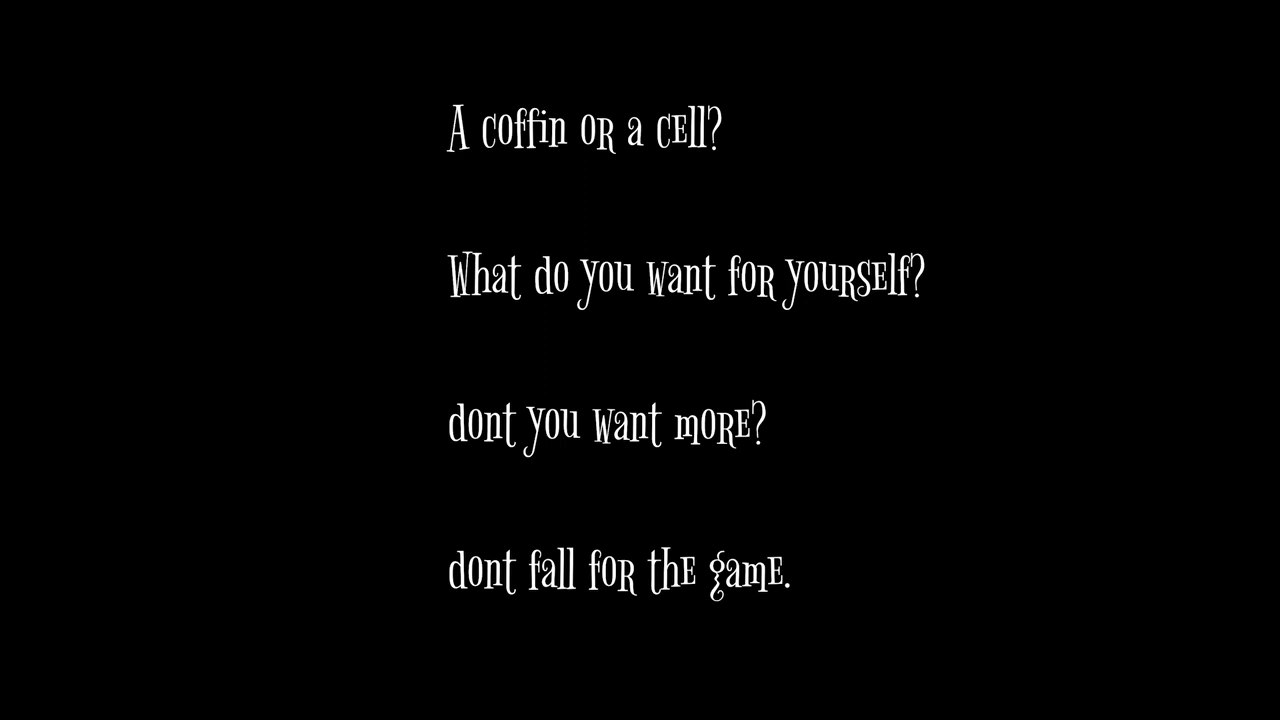 A coffin or a cell?
What do you want for yourself?
dont you want more?
dont fall for the game.